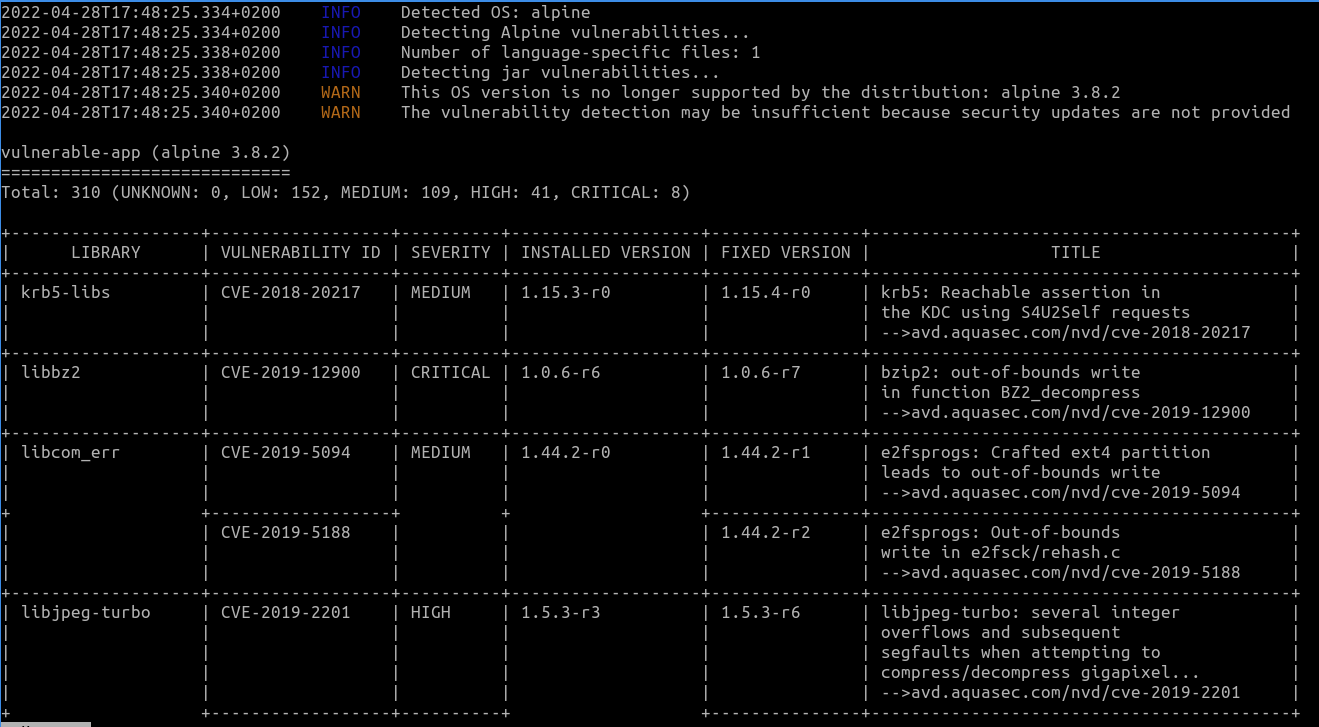 2022-04-28T17:48:25.334+0200    INFO    Detected OS: alpine
2022-04-28T17:48:25.334+0200    INFO    Detecting Alpine vulnerabilities...
2022-04-28T17:48:25.338+0200    INFO    Number of language-specific files: 1
2022-04-28T17:48:25.338+0200    INFO    Detecting jar vulnerabilities...
2022-04-28T17:48:25.340+0200    WARN    This OS version is no longer supported by the distribution: alpine 3.8.2
2022-04-28T17:48:25.340+0200    WARN    The vulnerability detection may be insufficient because security updates are not provided
vulnerable-app (alpine 3.8.2)
=============================
Total: 310 (UNKNOWN: 0, LOW: 152, MEDIUM: 109, HIGH: 41, CRITICAL: 8)
| LIBRARY | VULNERABILITY ID | SEVERITY | INSTALLED VERSION | FIXED VERSION | TITLE |
| krb5-libs | CVE-2018-20217 | MEDIUM | 1.15.3-r0 | 1.15.4-r0 | krb5: Reachable assertion in |
the KDC using S4U2Self requests
-->avd.aquasec.com/nvd/cve-2018-20217
| libbz2 | CVE-2019-12900 | CRITICAL | 1.0.6-r6 | 1.0.6-r7 | bzip2: out-of-bounds write |
in function BZ2_decompress
-->avd.aquasec.com/nvd/cve-2019-12900
| libcom_err | CVE-2019-5094 | MEDIUM | 1.44.2-r0 | 1.44.2-r1 | e2fsprogs: Crafted ext4 partition |
leads to out-of-bounds write
-->avd.aquasec.com/nvd/cve-2019-5094
| CVE-2019-5188 | 1.44.2-r2 | e2fsprogs: Out-of-bounds |
write in e2fsck/rehash.c
-->avd.aquasec.com/nvd/cve-2019-5188
| libjpeg-turbo | CVE-2019-2201 | HIGH | 1.5.3-r3 | 1.5.3-r6 | libjpeg-turbo: several integer |
overflows and subsequent
segfaults when attempting to
compress/decompress gigapixel...
-->avd.aquasec.com/nvd/cve-2019-2201